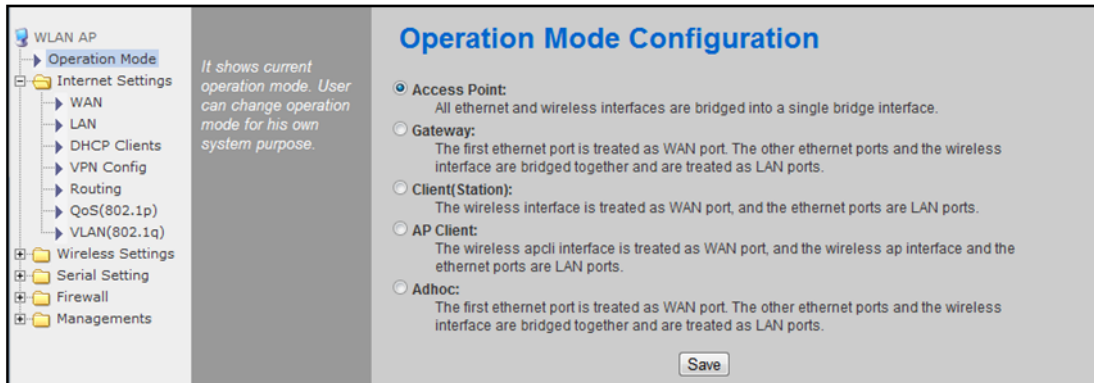 WLAN AP
Operation Mode
Internet Settings
WAN
LAN
DHCP Clients
VPN Config
Routing
QoS(802.1p)
VLAN(802.1q)
Wireless Settings
Serial Setting
Firewall
Managements
It shows current
operation mode. User
can change operation
mode for his own
system purpose.
Operation Mode Configuration
Access Point:
All ethernet and wireless interfaces are bridged into a single bridge interface.
Gateway:
The first ethernet port is treated as WAN port. The other ethernet ports and the wireless
interface are bridged together and are treated as LAN ports.
Client(Station):
The wireless interface is treated as WAN port, and the ethernet ports are LAN ports.
AP Client:
The wireless apcli interface is treated as WAN port, and the wireless ap interface and the
ethernet ports are LAN ports.
Adhoc:
The first ethernet port is treated as WAN port. The other ethernet ports and the wireless
interface are bridged together and are treated as LAN ports.
Save